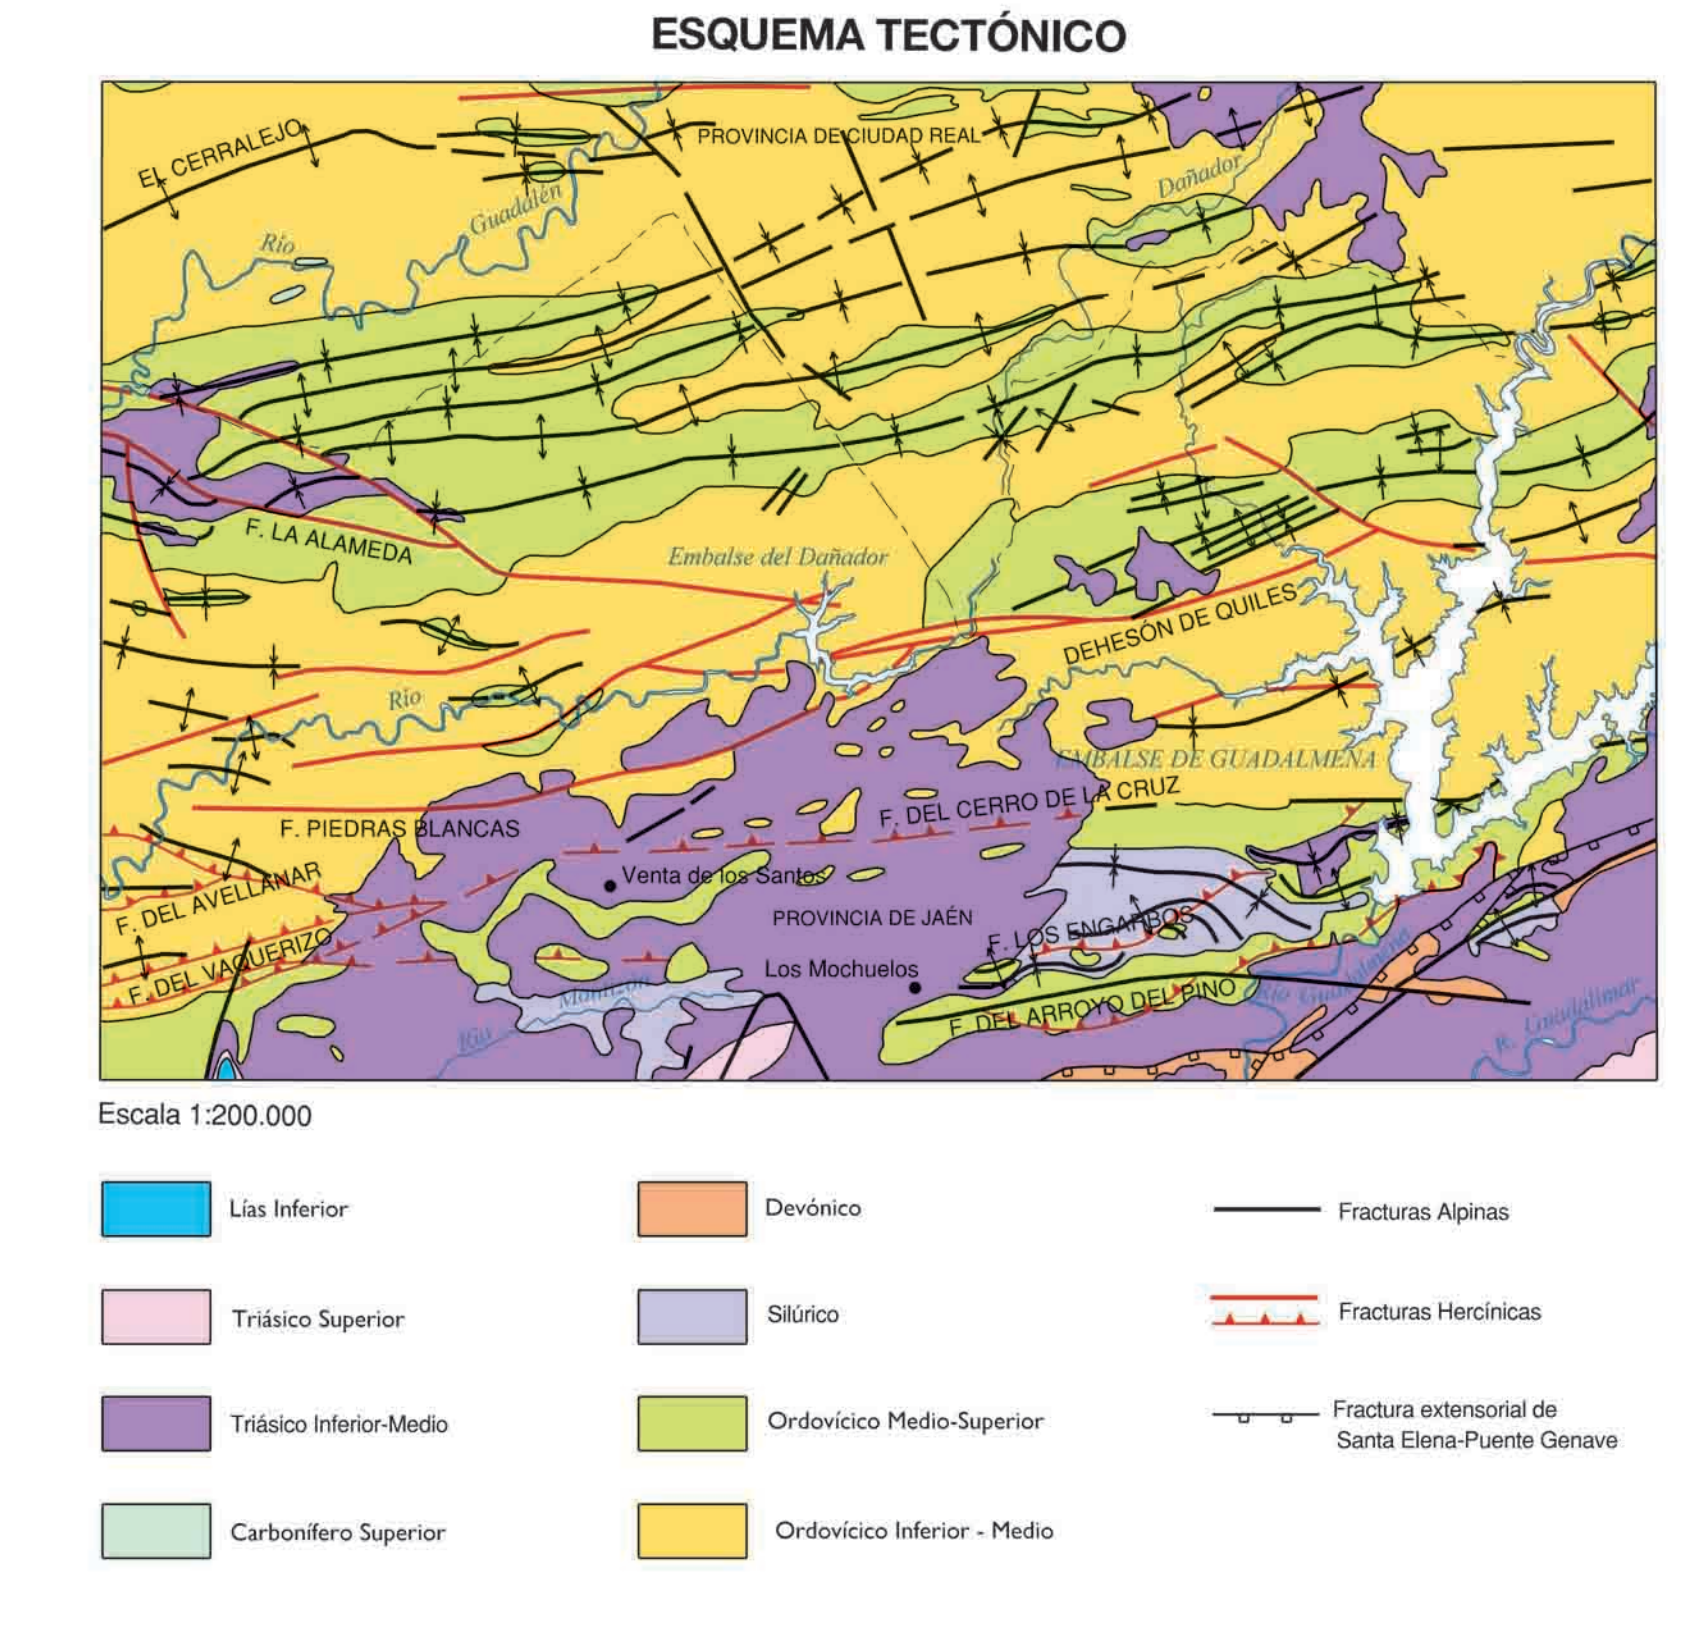 ESQUEMA TECTÓNICO
PROVINCIA DE CIUDAD REAL
EL CERRALEJO
Dañador
Guadalén
Río
F. LA ALAMEDA
Embalse del Dañador
DEHESÓN DE QUILES
Río
EMBALSE DE GUADALMENA
F. DEL CERRO DE LA CRUZ
F. PIEDRAS BLANCAS
Venta de los Santos
F. DEL AVELLANAR
PROVINCIA DE JAÉN
F. LOS ENGARBOS
F. DEL VAQUERIZO
Los Mochuelos
Montizón
Río Guadalmena
F. DEL ARROYO DEL PINO
R. Guadalimar
Río
Escala 1:200.000
Lías Inferior
Devónico
Fracturas Alpinas
Triásico Superior
Silúrico
Fracturas Hercínicas
Triásico Inferior-Medio
Ordovícico Medio-Superior
Fractura extensorial de
Santa Elena-Puente Genave
Carbonífero Superior
Ordovícico Inferior - Medio